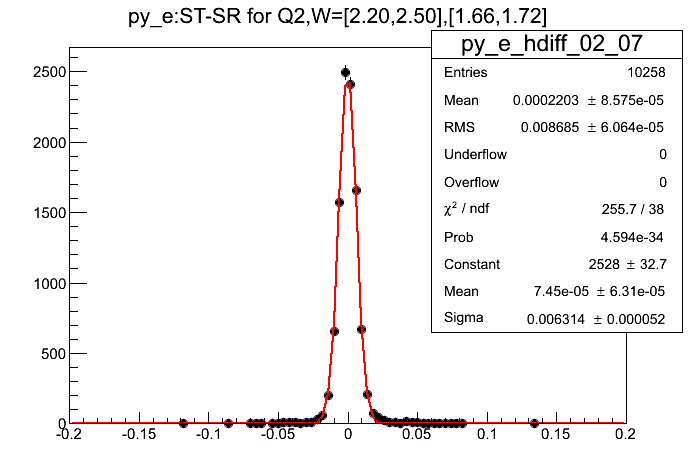 py_e:ST-SR for Q2,W=[2.20,2.50],[1.66,1.72]
py_e_hdiff_02_07
Entries 10258
Mean 0.0002203 ± 8.575e-05
RMS 0.008685 ± 6.064e-05
Underflow 0
Overflow 0
χ² / ndf 255.7 / 38
Prob 4.594e-34
Constant 2528 ± 32.7
Mean 7.45e-05 ± 6.31e-05
Sigma 0.006314 ± 0.000052
2500
2000
1500
1000
500
0
-0.2 -0.15 -0.1 -0.05 0 0.05 0.1 0.15 0.2